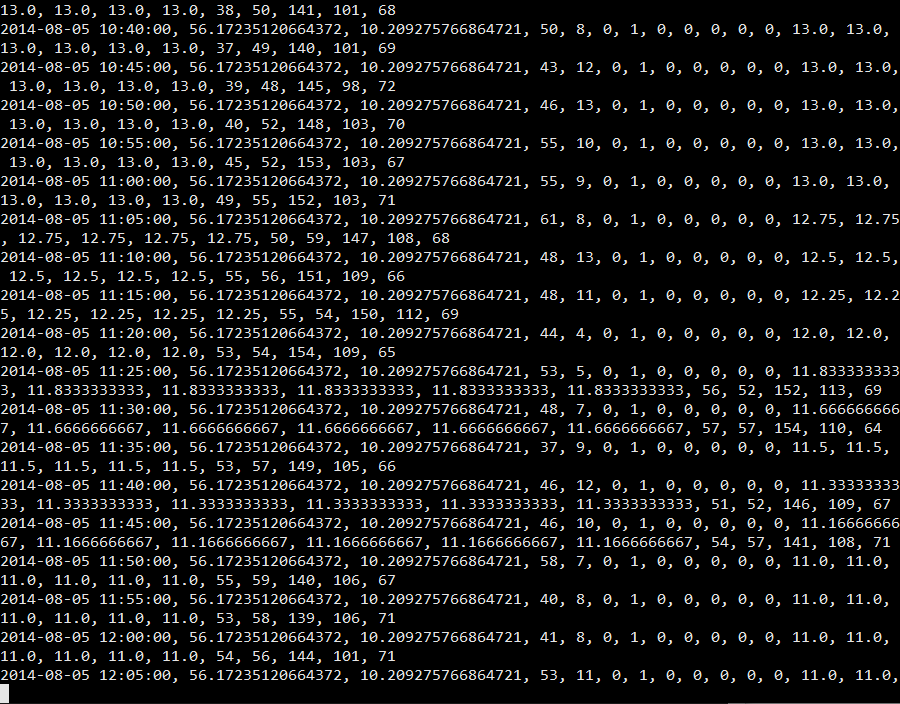 13.0, 13.0, 13.0, 13.0, 38, 50, 141, 101, 68
2014-08-05 10:40:00, 56.17235120664372, 10.209275766864721, 50, 8, 0, 1, 0, 0, 0, 0, 0, 13.0, 13.0,
13.0, 13.0, 13.0, 13.0, 37, 49, 140, 101, 69
2014-08-05 10:45:00, 56.17235120664372, 10.209275766864721, 43, 12, 0, 1, 0, 0, 0, 0, 0, 13.0, 13.0,
13.0, 13.0, 13.0, 13.0, 39, 48, 145, 98, 72
2014-08-05 10:50:00, 56.17235120664372, 10.209275766864721, 46, 13, 0, 1, 0, 0, 0, 0, 0, 13.0, 13.0,
13.0, 13.0, 13.0, 13.0, 40, 52, 148, 103, 70
2014-08-05 10:55:00, 56.17235120664372, 10.209275766864721, 55, 10, 0, 1, 0, 0, 0, 0, 0, 13.0, 13.0,
13.0, 13.0, 13.0, 13.0, 45, 52, 153, 103, 67
2014-08-05 11:00:00, 56.17235120664372, 10.209275766864721, 55, 9, 0, 1, 0, 0, 0, 0, 0, 13.0, 13.0,
13.0, 13.0, 13.0, 13.0, 49, 55, 152, 103, 71
2014-08-05 11:05:00, 56.17235120664372, 10.209275766864721, 61, 8, 0, 1, 0, 0, 0, 0, 0, 12.75, 12.75
, 12.75, 12.75, 12.75, 12.75, 50, 59, 147, 108, 68
2014-08-05 11:10:00, 56.17235120664372, 10.209275766864721, 48, 13, 0, 1, 0, 0, 0, 0, 0, 12.5, 12.5,
12.5, 12.5, 12.5, 12.5, 55, 56, 151, 109, 66
2014-08-05 11:15:00, 56.17235120664372, 10.209275766864721, 48, 11, 0, 1, 0, 0, 0, 0, 0, 12.25, 12.2
5, 12.25, 12.25, 12.25, 12.25, 55, 54, 150, 112, 69
2014-08-05 11:20:00, 56.17235120664372, 10.209275766864721, 44, 4, 0, 1, 0, 0, 0, 0, 0, 12.0, 12.0,
12.0, 12.0, 12.0, 12.0, 53, 54, 154, 109, 65
2014-08-05 11:25:00, 56.17235120664372, 10.209275766864721, 53, 5, 0, 1, 0, 0, 0, 0, 0, 11.833333333
3, 11.8333333333, 11.8333333333, 11.8333333333, 11.8333333333, 11.8333333333, 56, 52, 152, 113, 69
2014-08-05 11:30:00, 56.17235120664372, 10.209275766864721, 48, 7, 0, 1, 0, 0, 0, 0, 0, 11.666666666
7, 11.6666666667, 11.6666666667, 11.6666666667, 11.6666666667, 11.6666666667, 57, 57, 154, 110, 64
2014-08-05 11:35:00, 56.17235120664372, 10.209275766864721, 37, 9, 0, 1, 0, 0, 0, 0, 0, 11.5, 11.5,
11.5, 11.5, 11.5, 11.5, 53, 57, 149, 105, 66
2014-08-05 11:40:00, 56.17235120664372, 10.209275766864721, 46, 12, 0, 1, 0, 0, 0, 0, 0, 11.33333333
33, 11.3333333333, 11.3333333333, 11.3333333333, 11.3333333333, 11.3333333333, 51, 52, 146, 109, 67
2014-08-05 11:45:00, 56.17235120664372, 10.209275766864721, 46, 10, 0, 1, 0, 0, 0, 0, 0, 11.16666666
67, 11.1666666667, 11.1666666667, 11.1666666667, 11.1666666667, 11.1666666667, 54, 57, 141, 108, 71
2014-08-05 11:50:00, 56.17235120664372, 10.209275766864721, 58, 7, 0, 1, 0, 0, 0, 0, 0, 11.0, 11.0,
11.0, 11.0, 11.0, 11.0, 55, 59, 140, 106, 67
2014-08-05 11:55:00, 56.17235120664372, 10.209275766864721, 40, 8, 0, 1, 0, 0, 0, 0, 0, 11.0, 11.0,
11.0, 11.0, 11.0, 11.0, 53, 58, 139, 106, 71
2014-08-05 12:00:00, 56.17235120664372, 10.209275766864721, 41, 8, 0, 1, 0, 0, 0, 0, 0, 11.0, 11.0,
11.0, 11.0, 11.0, 11.0, 54, 56, 144, 101, 71
2014-08-05 12:05:00, 56.17235120664372, 10.209275766864721, 53, 11, 0, 1, 0, 0, 0, 0, 0, 11.0, 11.0,